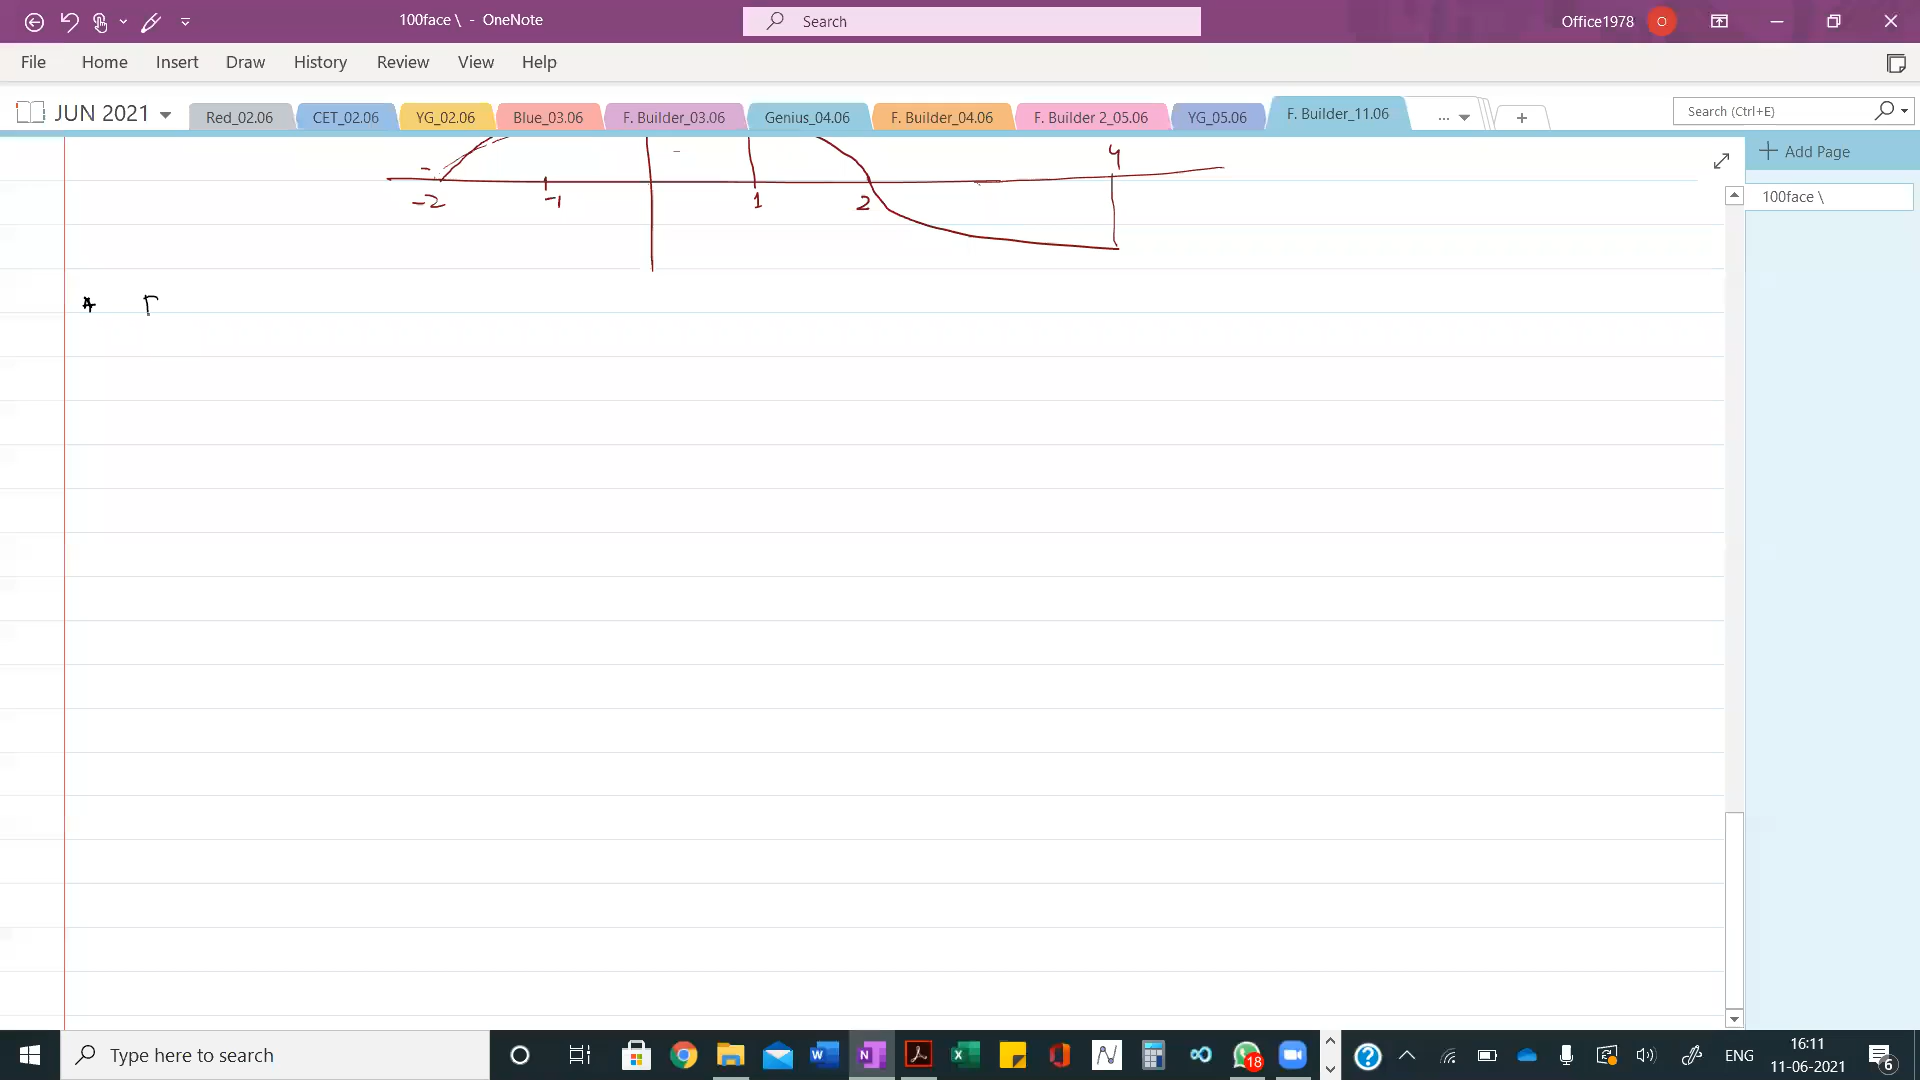 100face \ - OneNote
Search
Office1978
O
File Home Insert Draw History Review View Help
JUN 2021
Red_02.06 CET_02.06 YG_02.06 Blue_03.06 F. Builder_03.06 Genius_04.06 F. Builder_04.06 F. Builder 2_05.06 YG_05.06 F. Builder_11.06 ... +
Search (Ctrl+E)
Add Page
100face \
4
-2 -1 1 2
Type here to search
18
ENG
16:11
11-06-2021
6